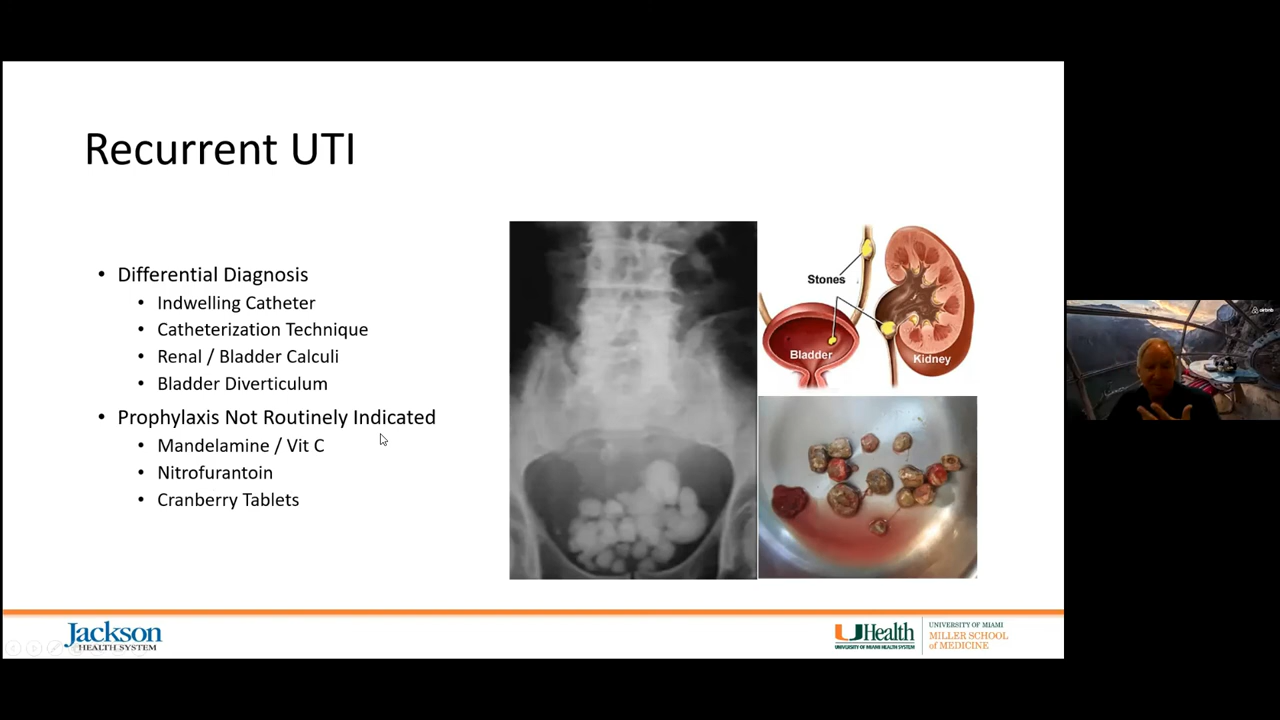 Recurrent UTI
• Differential Diagnosis
• Indwelling Catheter
• Catheterization Technique
• Renal / Bladder Calculi
• Bladder Diverticulum
• Prophylaxis Not Routinely Indicated
• Mandelamine / Vit C
• Nitrofurantoin
• Cranberry Tablets
Stones
Bladder
Kidney
airbnb
Jackson
HEALTH SYSTEM
UHealth
UNIVERSITY OF MIAMI HEALTH SYSTEM
UNIVERSITY OF MIAMI
MILLER SCHOOL
of MEDICINE